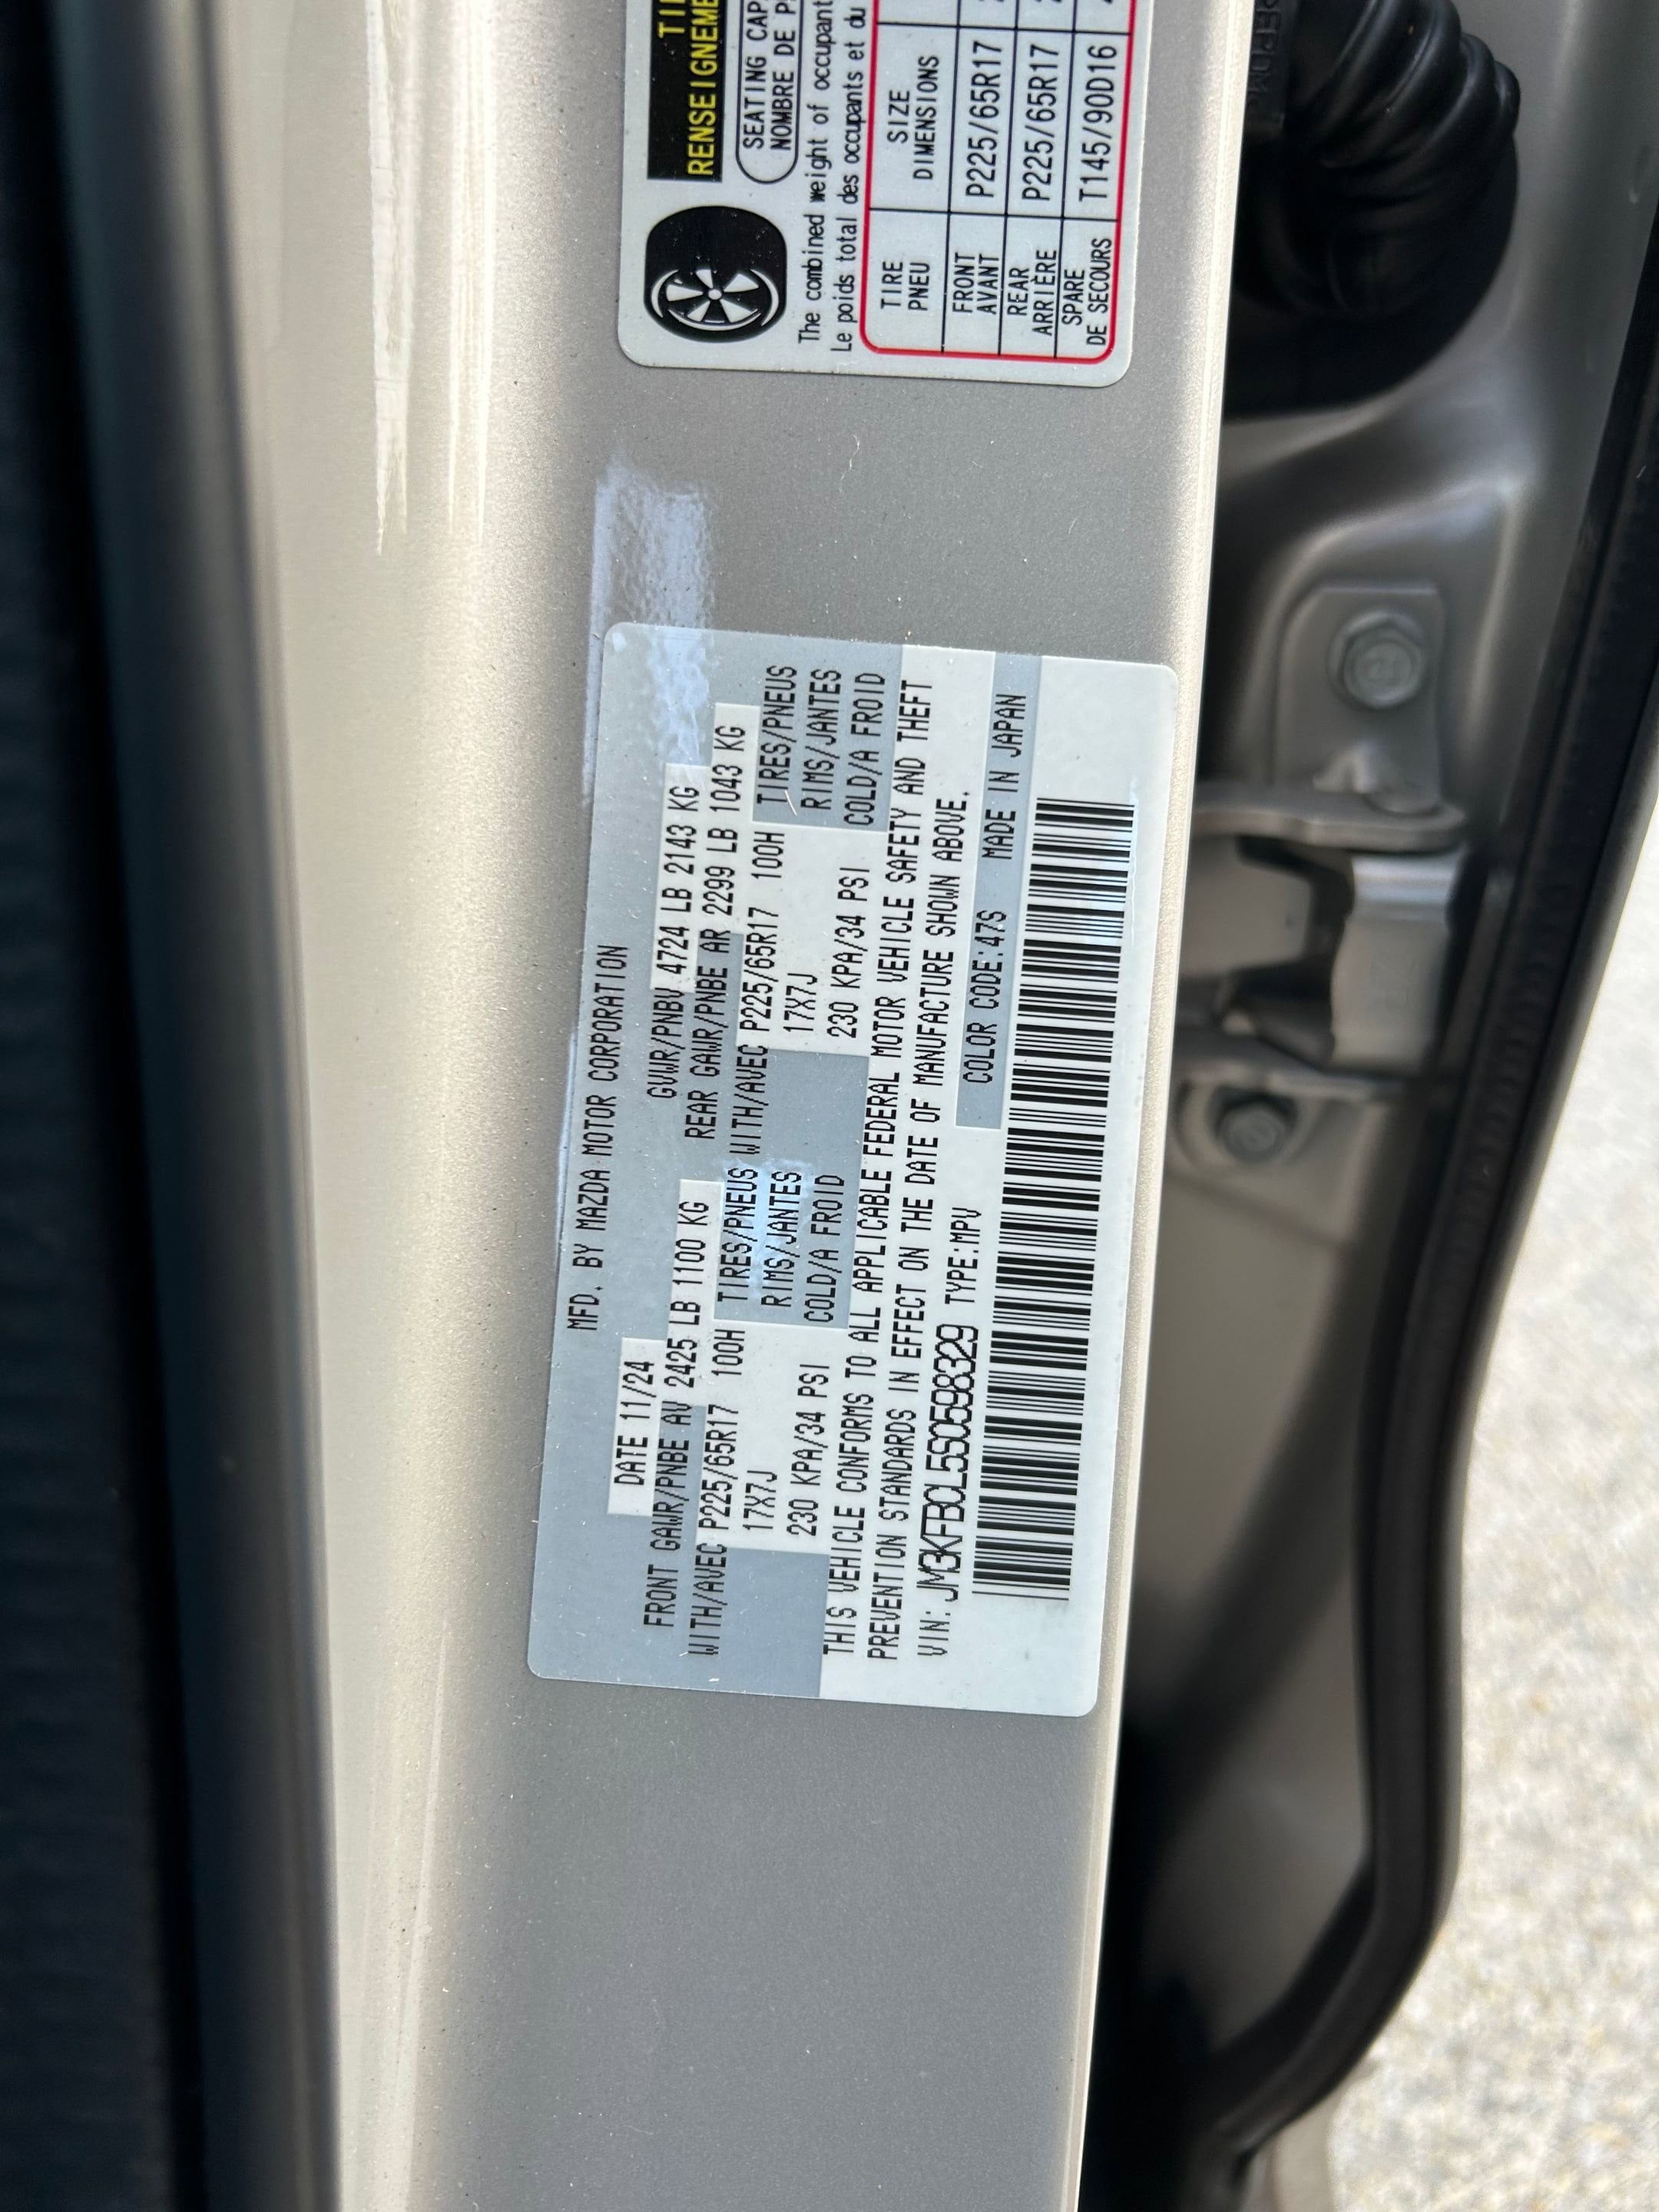 TI
RENSEIGNEME
SEATING CAP
NOMBRE DE P
The combined weight of occupant
Le poids total des occupants et du
TIRE SIZE
PNEU DIMENSIONS
FRONT
AVANT P225/65R17
REAR
ARRIÈRE P225/65R17
SPARE
DE SECOURS T145/90D16
MFD. BY MAZDA MOTOR CORPORATION
DATE 11/24 GVWR/PNBV 4724 LB 2143 KG
FRONT GAWR/PNBE AV 2425 LB 1100 KG REAR GAWR/PNBE AR 2299 LB 1043 KG
WITH/AVEC P225/65R17 100H TIRES/PNEUS WITH/AVEC P225/65R17 100H TIRES/PNEUS
17X7J RIMS/JANTES 17X7J RIMS/JANTES
230 KPA/34 PSI COLD/A FROID 230 KPA/34 PSI COLD/A FROID
THIS VEHICLE CONFORMS TO ALL APPLICABLE FEDERAL MOTOR VEHICLE SAFETY AND THEFT
PREVENTION STANDARDS IN EFFECT ON THE DATE OF MANUFACTURE SHOWN ABOVE.
VIN: JM3KFBCL5S0598329 TYPE:MPV COLOR CODE:47S MADE IN JAPAN